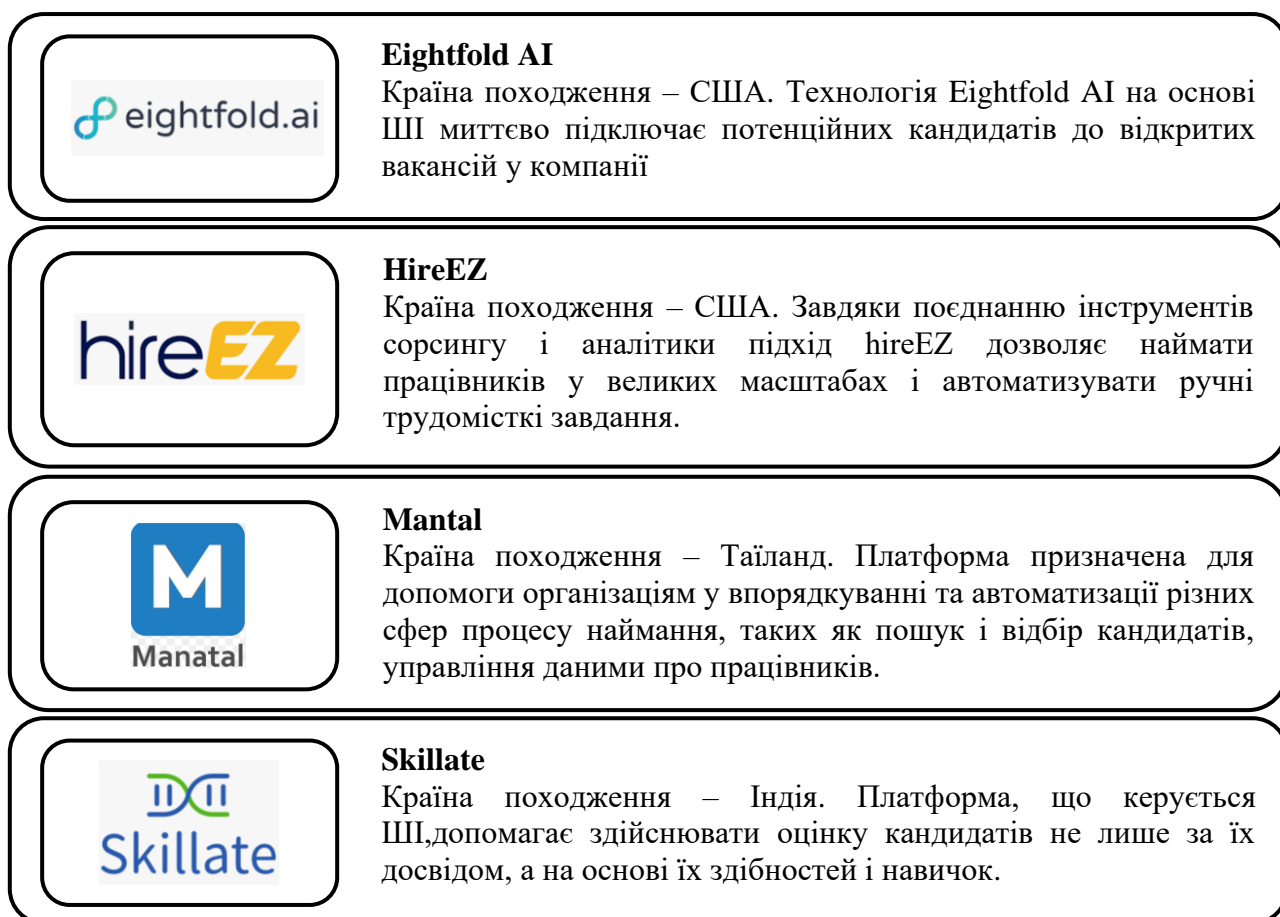 eightfold.ai
Eightfold AI
Країна походження – США. Технологія Eightfold AI на основі
ШІ миттєво підключає потенційних кандидатів до відкритих
вакансій у компанії
hireEZ
HireEZ
Країна походження – США. Завдяки поєднанню інструментів
сорсингу і аналітики підхід hireEZ дозволяє наймати
працівників у великих масштабах і автоматизувати ручні
трудомісткі завдання.
M
Manatal
Mantal
Країна походження – Таїланд. Платформа призначена для
допомоги організаціям у впорядкуванні та автоматизації різних
сфер процесу наймання, таких як пошук і відбір кандидатів,
управління даними про працівників.
Skillate
Skillate
Країна походження – Індія. Платформа, що керується
ШІ,допомагає здійснювати оцінку кандидатів не лише за їх
досвідом, а на основі їх здібностей і навичок.